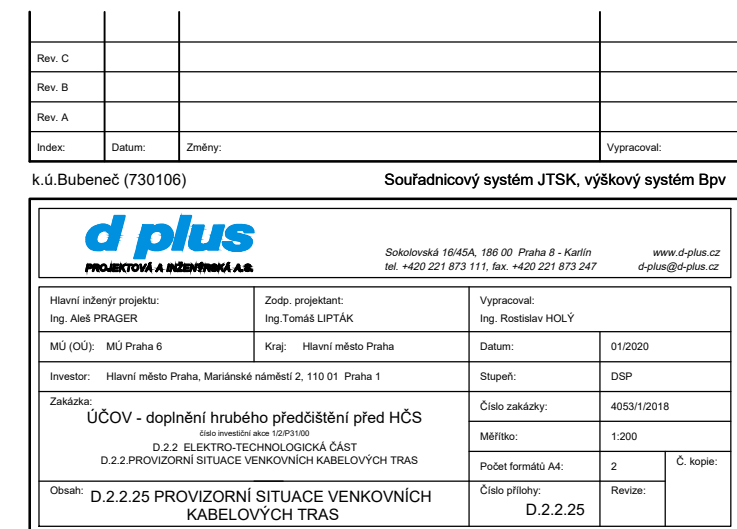 Rev. C
Rev. B
Rev. A
Index: Datum: Změny: Vypracoval:
k.ú.Bubeneč (730106) Souřadnicový systém JTSK, výškový systém Bpv
d plus
PROJEKTOVÁ A INŽENÝRSKÁ A.S.
Sokolovská 16/45A, 186 00 Praha 8 - Karlín www.d-plus.cz
tel. +420 221 873 111, fax. +420 221 873 247 d-plus@d-plus.cz
Hlavní inženýr projektu: Zodp. projektant: Vypracoval:
Ing. Aleš PRAGER Ing.Tomáš LIPTÁK Ing. Rostislav HOLÝ
MÚ (OÚ): MÚ Praha 6 Kraj: Hlavní město Praha Datum: 01/2020
Investor: Hlavní město Praha, Mariánské náměstí 2, 110 01 Praha 1 Stupeň: DSP
Zakázka:
ÚČOV - doplnění hrubého předčištění před HČS
číslo investiční akce 1/2/P31/00
D.2.2 ELEKTRO-TECHNOLOGICKÁ ČÁST
D.2.2.PROVIZORNÍ SITUACE VENKOVNÍCH KABELOVÝCH TRAS
Číslo zakázky: 4053/1/2018
Měřítko: 1:200
Počet formátů A4: 2 Č. kopie:
Obsah: D.2.2.25 PROVIZORNÍ SITUACE VENKOVNÍCH
KABELOVÝCH TRAS
Číslo přílohy: Revize:
D.2.2.25